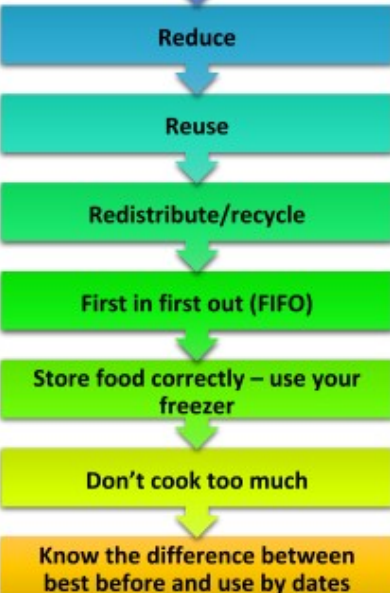 Reduce
Reuse
Redistribute/recycle
First in first out (FIFO)
Store food correctly – use your
freezer
Don't cook too much
Know the difference between
best before and use by dates